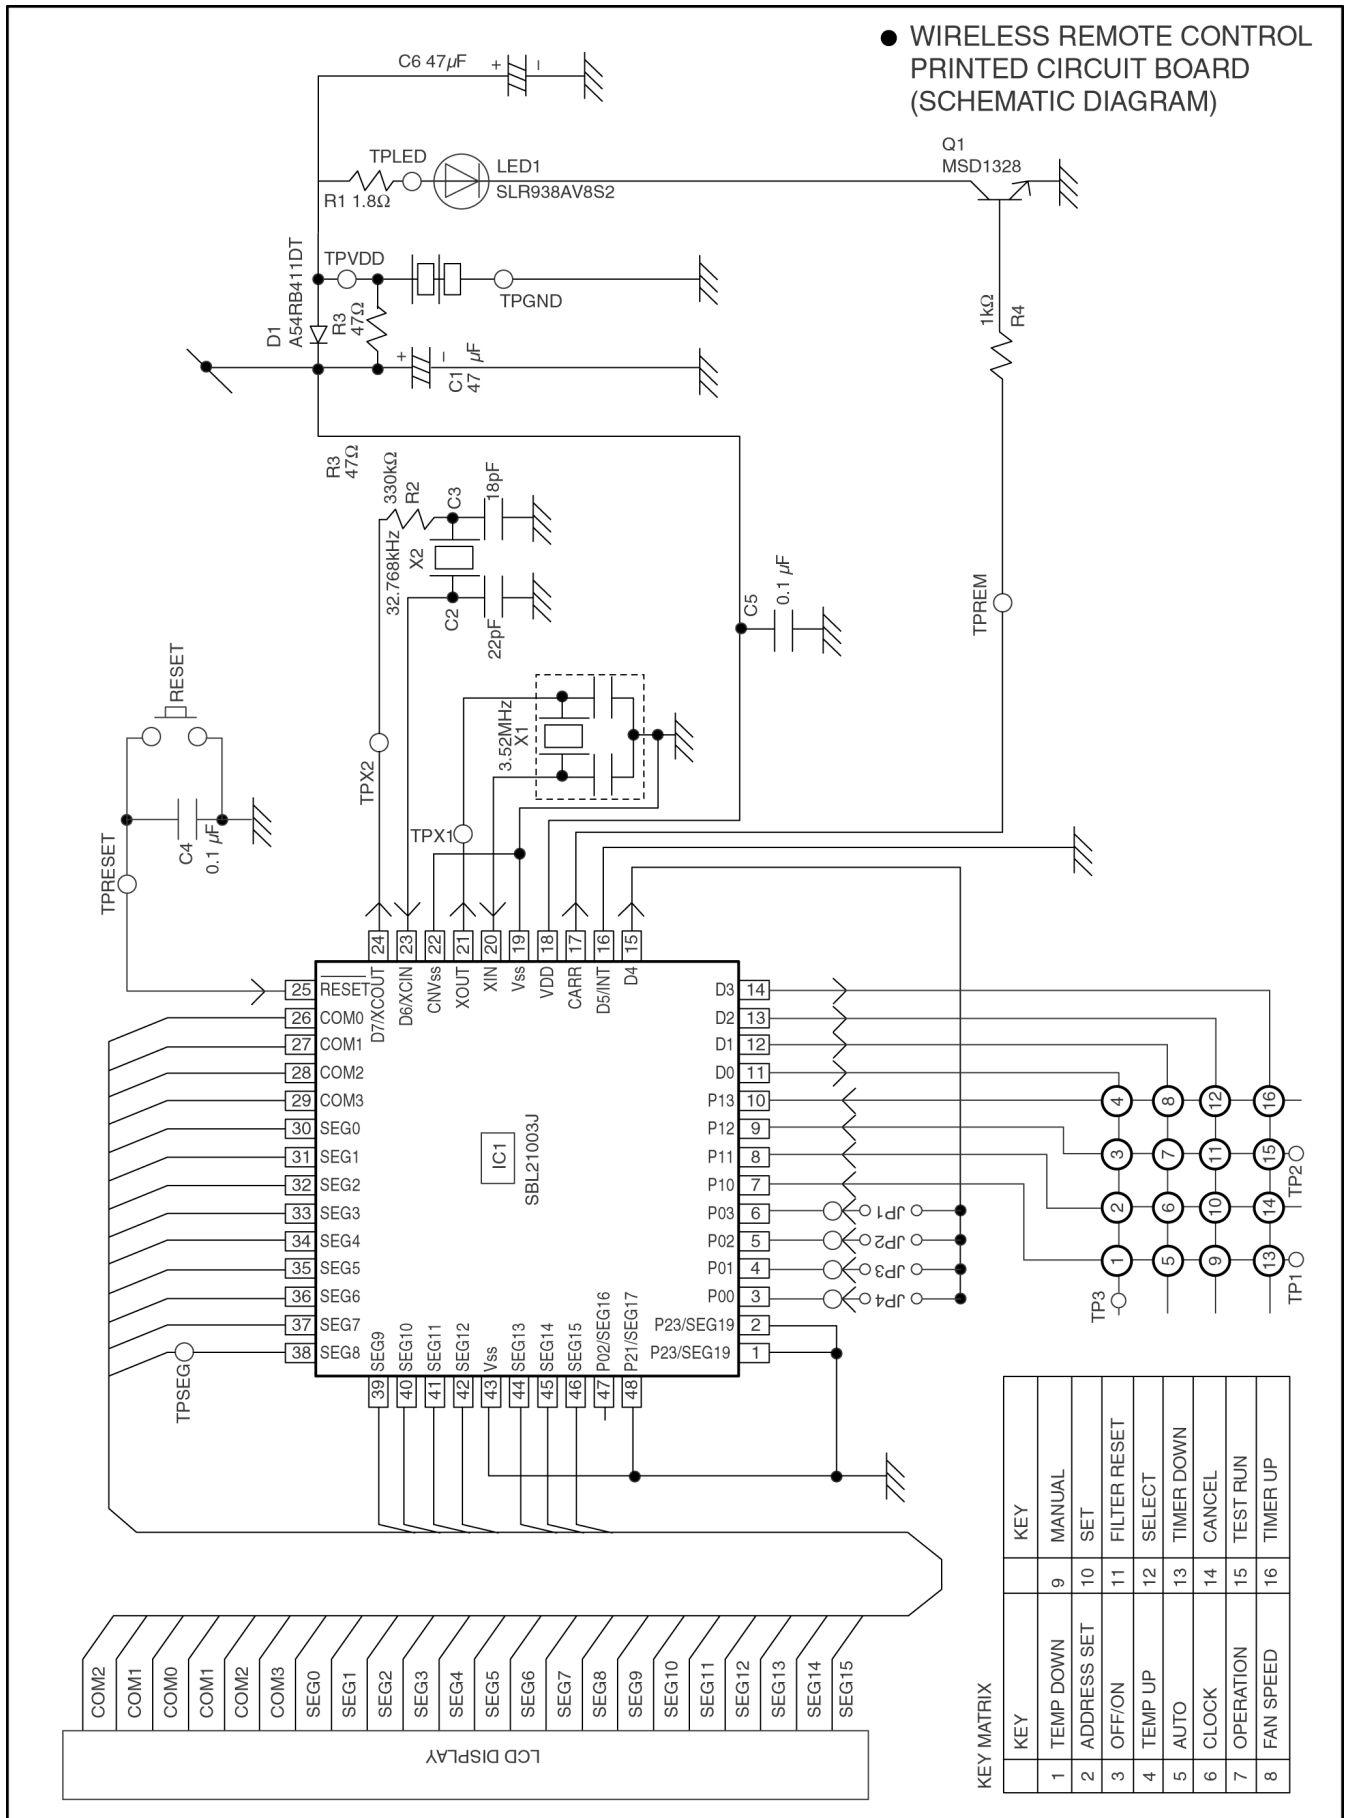 ● WIRELESS REMOTE CONTROL
PRINTED CIRCUIT BOARD
(SCHEMATIC DIAGRAM)
C6 47µF
+
−
TPLED
LED1
SLR938AV8S2
R1 1.8Ω
Q1
MSD1328
D1
A54RB411DT
TPVDD
TPGND
R3
47Ω
+
−
C1
47 µF
1kΩ
R4
R3
47Ω
330kΩ
R2
C3
18pF
32.768kHz
X2
C2
22pF
C5
0.1 µF
TPREM
RESET
TPX2
3.52MHz
X1
TPX1
C4
0.1 µF
TPRESET
24
23
22
21
20
19
18
17
16
15
D7/XCOUT
D6/XCIN
CNVss
XOUT
XIN
Vss
VDD
CARR
D5/INT
D4
25 RESET
26 COM0
27 COM1
28 COM2
29 COM3
30 SEG0
31 SEG1
32 SEG2
33 SEG3
34 SEG4
35 SEG5
36 SEG6
37 SEG7
38 SEG8
TPSEG
IC1
SBL21003J
D3 14
D2 13
D1 12
D0 11
P13 10
P12 9
P11 8
P10 7
P03 6
P02 5
P01 4
P00 3
P23/SEG19 2
P23/SEG19 1
JP1
JP2
JP3
JP4
SEG9
SEG10
SEG11
SEG12
Vss
SEG13
SEG14
SEG15
P02/SEG16
P21/SEG17
39
40
41
42
43
44
45
46
47
48
4 8 12 16
3 7 11 15
TP2
2 6 10 14
1 5 9 13
TP3
TP1
KEY MATRIX
KEY KEY
1 TEMP DOWN 9 MANUAL
2 ADDRESS SET 10 SET
3 OFF/ON 11 FILTER RESET
4 TEMP UP 12 SELECT
5 AUTO 13 TIMER DOWN
6 CLOCK 14 CANCEL
7 OPERATION 15 TEST RUN
8 FAN SPEED 16 TIMER UP
COM2
COM1
COM0
COM1
COM2
COM3
SEG0
SEG1
SEG2
SEG3
SEG4
SEG5
SEG6
SEG7
SEG8
SEG9
SEG10
SEG11
SEG12
SEG13
SEG14
SEG15
LCD DISPLAY